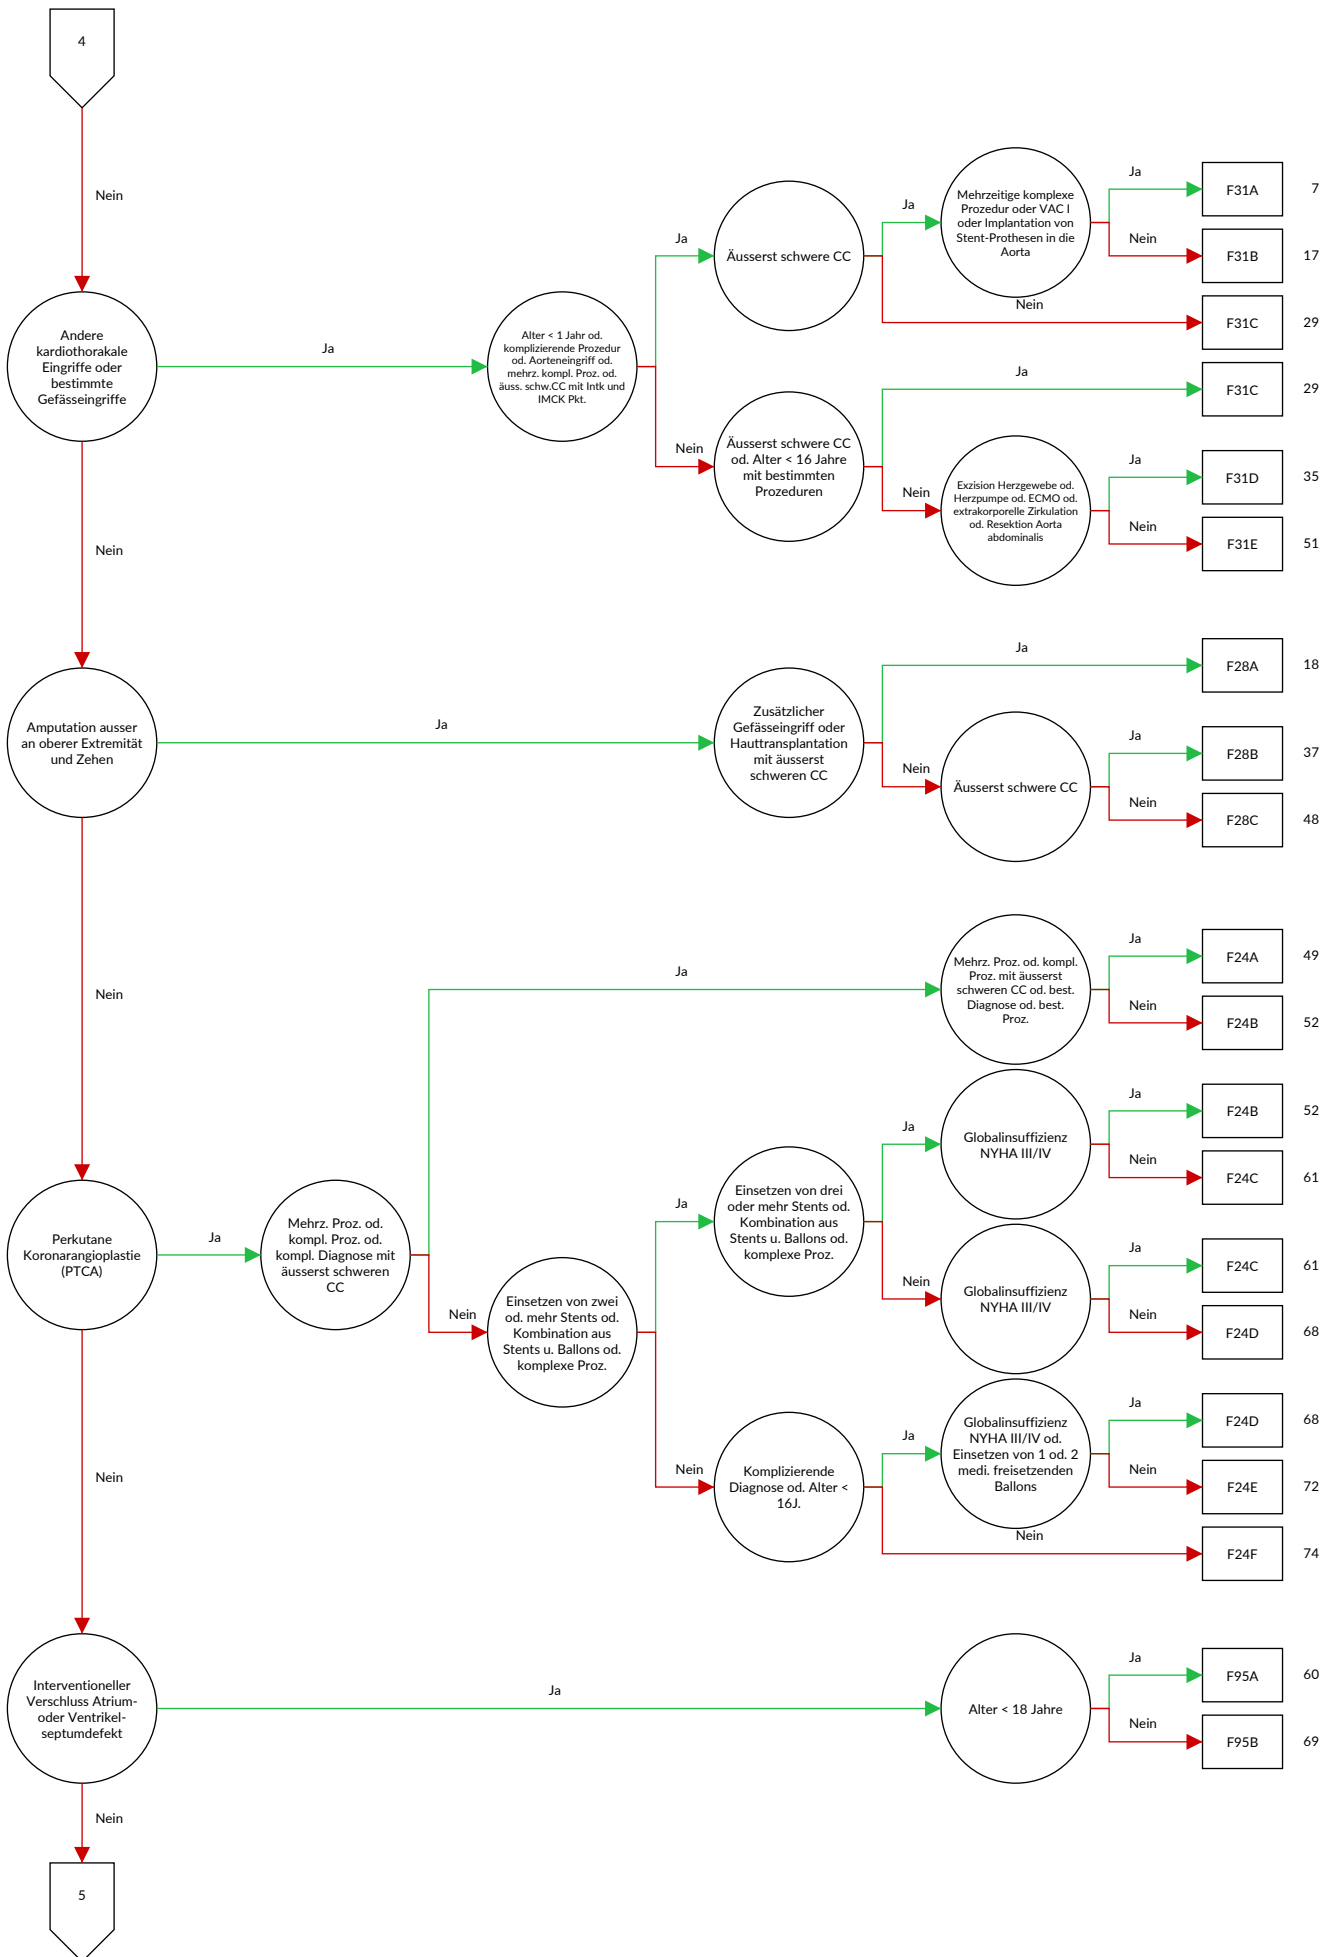 4
Nein
Andere
kardiothorakale
Eingriffe oder
bestimmte
Gefässeingriffe
Ja
Alter < 1 Jahr od.
komplizierende Prozedur
od. Aorteneingriff od.
mehrz. kompl. Proz. od.
äuss. schw.CC mit Intk und
IMCK Pkt.
Ja
Äusserst schwere CC
Ja
Mehrzeitige komplexe
Prozedur oder VAC I
oder Implantation von
Stent-Prothesen in die
Aorta
Ja
F31A
7
Nein
F31B
17
Nein
F31C
29
Nein
Äusserst schwere CC
od. Alter < 16 Jahre
mit bestimmten
Prozeduren
Ja
F31C
29
Nein
Exzision Herzgewebe od.
Herzpumpe od. ECMO od.
extrakorporelle Zirkulation
od. Resektion Aorta
abdominalis
Ja
F31D
35
Nein
F31E
51
Nein
Amputation ausser
an oberer Extremität
und Zehen
Ja
Zusätzlicher
Gefässeingriff oder
Hauttransplantation
mit äusserst
schweren CC
Ja
F28A
18
Nein
Äusserst schwere CC
Ja
F28B
37
Nein
F28C
48
Nein
Perkutane
Koronarangioplastie
(PTCA)
Ja
Mehrz. Proz. od.
kompl. Proz. od.
kompl. Diagnose mit
äusserst schweren
CC
Ja
Mehrz. Proz. od. kompl.
Proz. mit äusserst
schweren CC od. best.
Diagnose od. best.
Proz.
Ja
F24A
49
Nein
F24B
52
Nein
Einsetzen von zwei
od. mehr Stents od.
Kombination aus
Stents u. Ballons od.
komplexe Proz.
Ja
Einsetzen von drei
oder mehr Stents od.
Kombination aus
Stents u. Ballons od.
komplexe Proz.
Ja
Globalinsuffizienz
NYHA III/IV
Ja
F24B
52
Nein
F24C
61
Nein
Globalinsuffizienz
NYHA III/IV
Ja
F24C
61
Nein
F24D
68
Nein
Komplizierende
Diagnose od. Alter <
16J.
Ja
Globalinsuffizienz
NYHA III/IV od.
Einsetzen von 1 od. 2
medi. freisetzenden
Ballons
Ja
F24D
68
Nein
F24E
72
Nein
F24F
74
Nein
Interventioneller
Verschluss Atrium-
oder Ventrikel-
septumdefekt
Ja
Alter < 18 Jahre
Ja
F95A
60
Nein
F95B
69
Nein
5